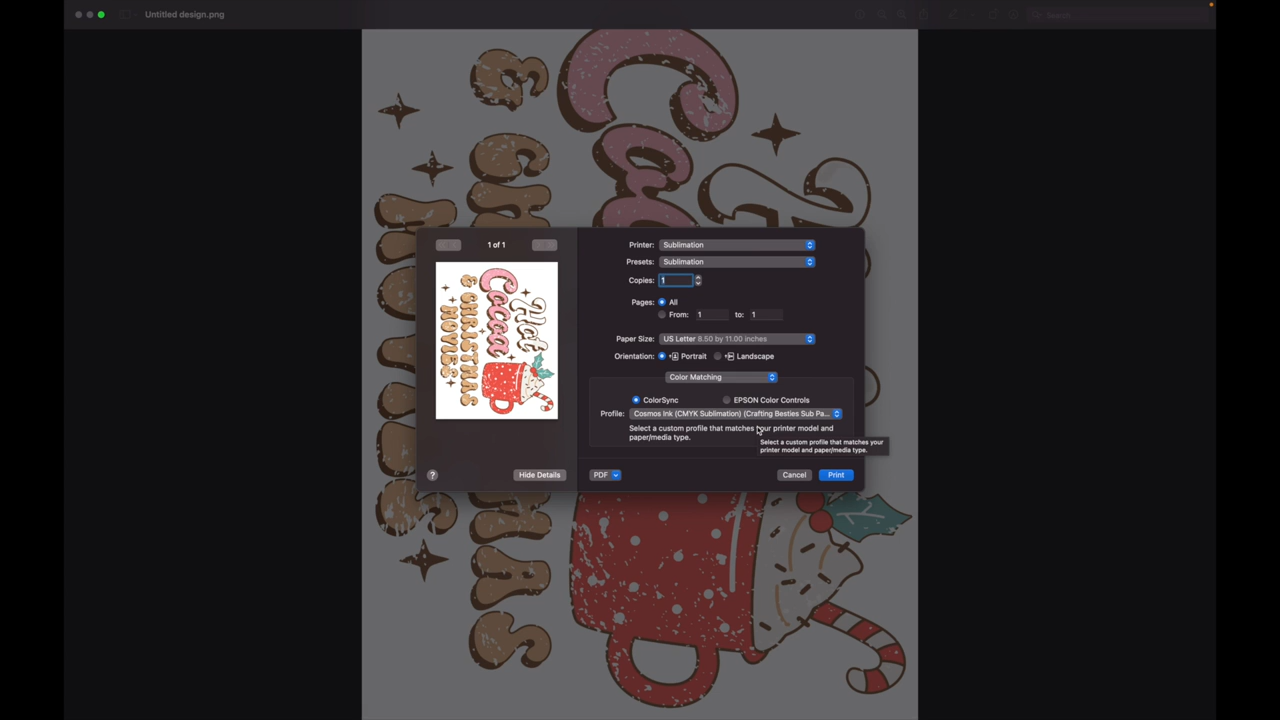 Untitled design.png
Search
1 of 1
Hot
Cocoa
& CHRISTMAS
MOVIES
Printer: Sublimation
Presets: Sublimation
Copies: 1
Pages: All
From: 1 to: 1
Paper Size: US Letter 8.50 by 11.00 inches
Orientation: Portrait Landscape
Color Matching
ColorSync EPSON Color Controls
Profile: Cosmos Ink (CMYK Sublimation) (Crafting Besties Sub Pa...
Select a custom profile that matches your printer model and
paper/media type.
Select a custom profile that matches your
printer model and paper/media type.
? Hide Details PDF Cancel Print